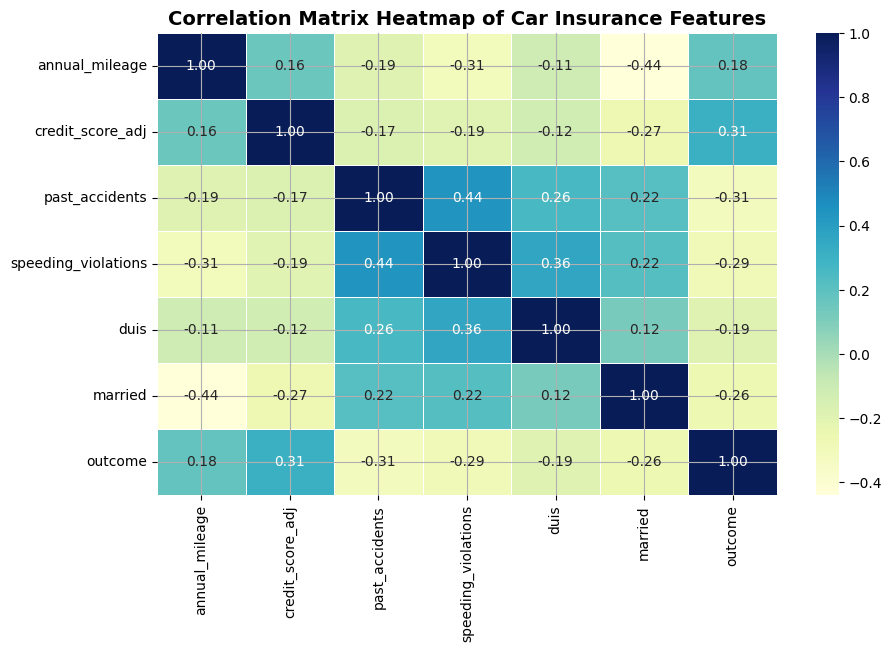 Correlation Matrix Heatmap of Car Insurance Features
annual_mileage 1.00 0.16 -0.19 -0.31 -0.11 -0.44 0.18
credit_score_adj 0.16 1.00 -0.17 -0.19 -0.12 -0.27 0.31
past_accidents -0.19 -0.17 1.00 0.44 0.26 0.22 -0.31
speeding_violations -0.31 -0.19 0.44 1.00 0.36 0.22 -0.29
duis -0.11 -0.12 0.26 0.36 1.00 0.12 -0.19
married -0.44 -0.27 0.22 0.22 0.12 1.00 -0.26
outcome 0.18 0.31 -0.31 -0.29 -0.19 -0.26 1.00
annual_mileage
credit_score_adj
past_accidents
speeding_violations
duis
married
outcome
1.0
0.8
0.6
0.4
0.2
0.0
−0.2
−0.4